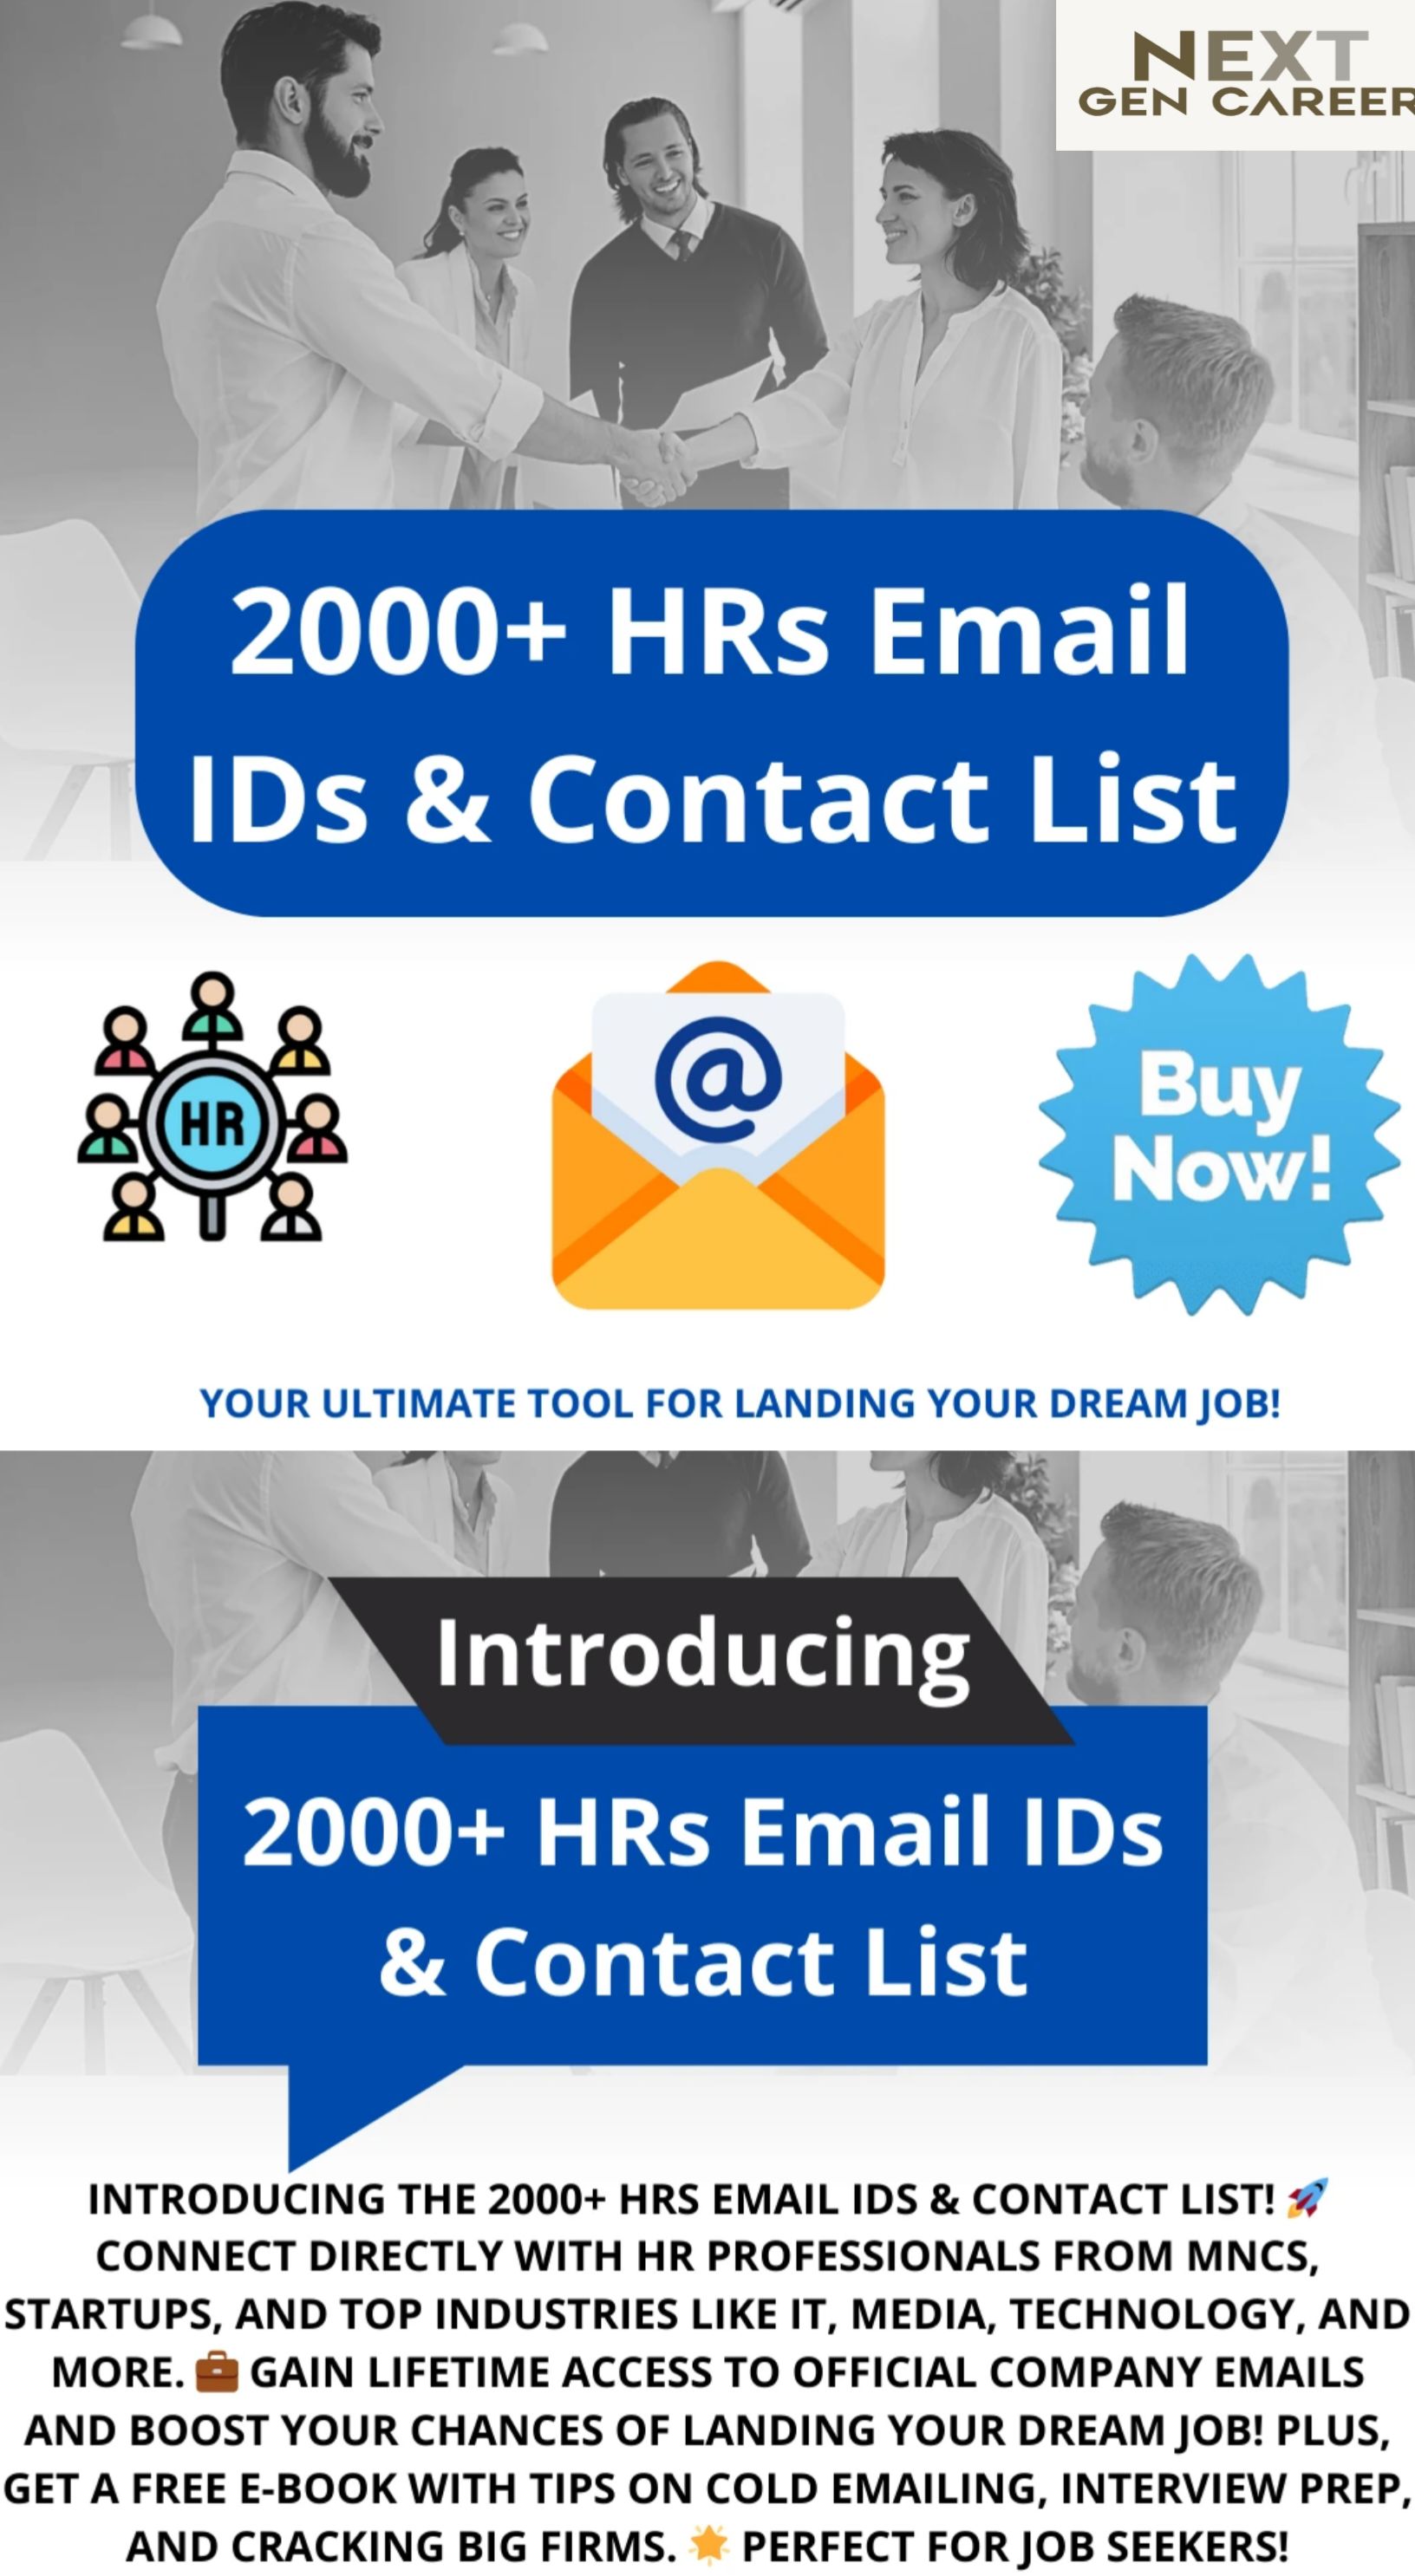 NEXT
GEN CAREER
2000+ HRs Email
IDs & Contact List
HR
@
Buy
Now!
YOUR ULTIMATE TOOL FOR LANDING YOUR DREAM JOB!
Introducing
2000+ HRs Email IDs
& Contact List
INTRODUCING THE 2000+ HRS EMAIL IDS & CONTACT LIST! 🚀
CONNECT DIRECTLY WITH HR PROFESSIONALS FROM MNCS,
STARTUPS, AND TOP INDUSTRIES LIKE IT, MEDIA, TECHNOLOGY, AND
MORE. 💼 GAIN LIFETIME ACCESS TO OFFICIAL COMPANY EMAILS
AND BOOST YOUR CHANCES OF LANDING YOUR DREAM JOB! PLUS,
GET A FREE E-BOOK WITH TIPS ON COLD EMAILING, INTERVIEW PREP,
AND CRACKING BIG FIRMS. 🌟 PERFECT FOR JOB SEEKERS!